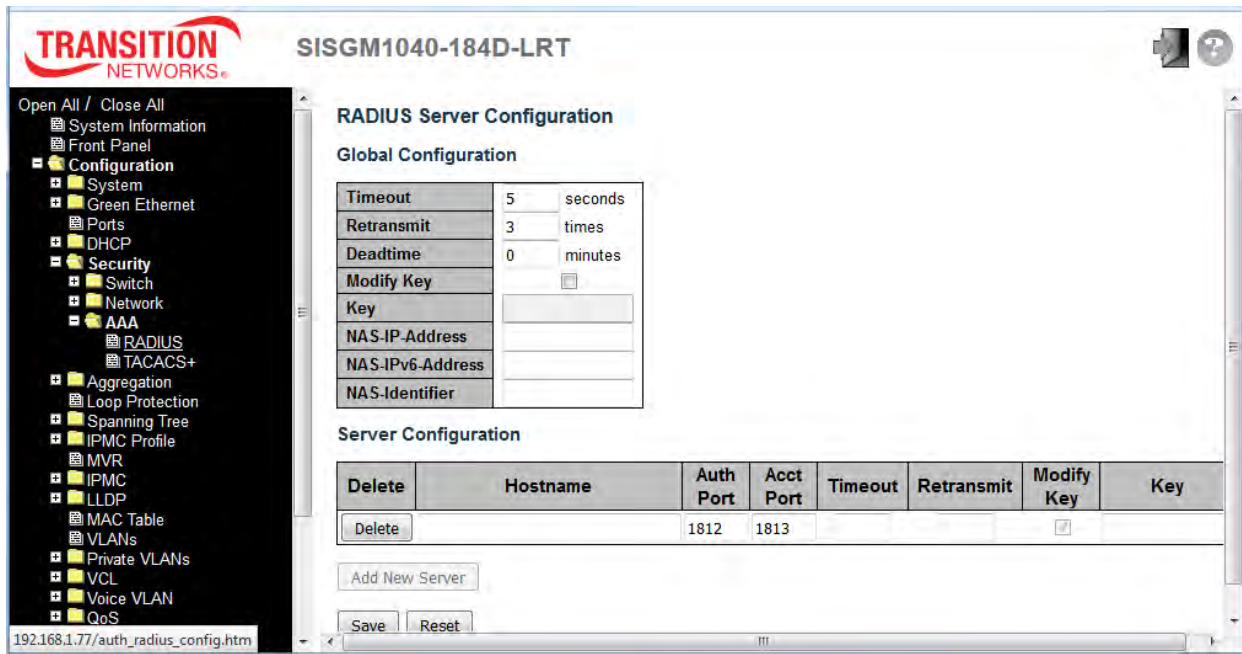 TRANSITION
NETWORKS®
SISGM1040-184D-LRT
?
Open All / Close All
System Information
Front Panel
Configuration
System
Green Ethernet
Ports
DHCP
Security
Switch
Network
AAA
RADIUS
TACACS+
Aggregation
Loop Protection
Spanning Tree
IPMC Profile
MVR
IPMC
LLDP
MAC Table
VLANs
Private VLANs
VCL
Voice VLAN
QoS
192.168.1.77/auth_radius_config.htm
RADIUS Server Configuration
Global Configuration
Timeout 5 seconds
Retransmit 3 times
Deadtime 0 minutes
Modify Key
Key
NAS-IP-Address
NAS-IPv6-Address
NAS-Identifier
Server Configuration
Delete Hostname Auth Port Acct Port Timeout Retransmit Modify Key Key
Delete 1812 1813
Add New Server
Save Reset